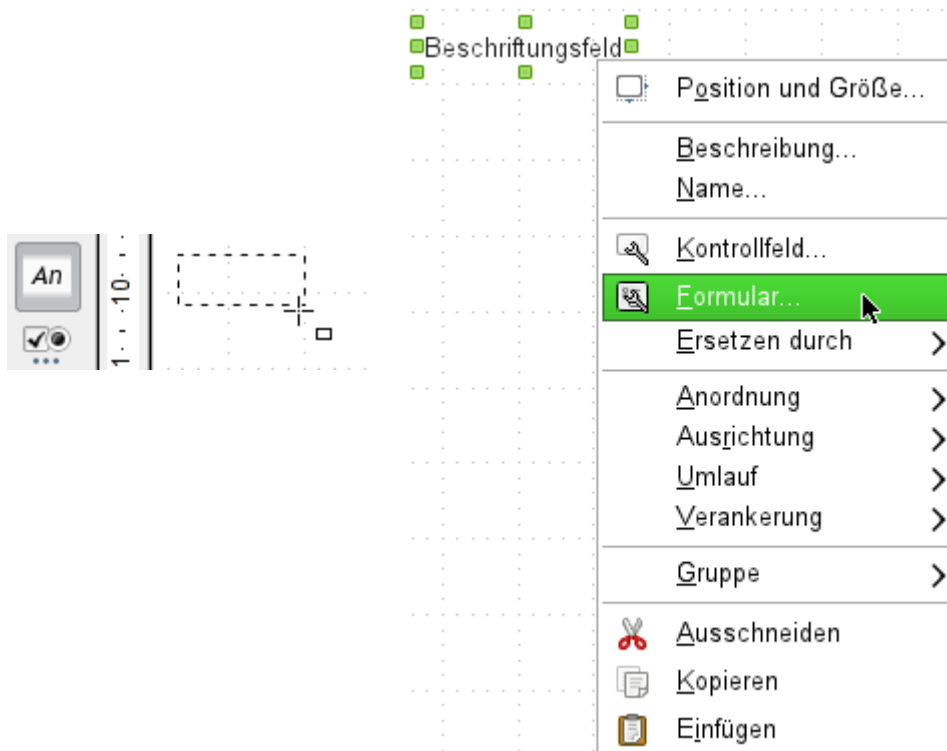 Beschriftungsfeld
Position und Größe...
Beschreibung...
Name...
An
Kontrollfeld...
10
Formular...
Ersetzen durch
1
Anordnung
Ausrichtung
Umlauf
Verankerung
Gruppe
Ausschneiden
Kopieren
Einfügen